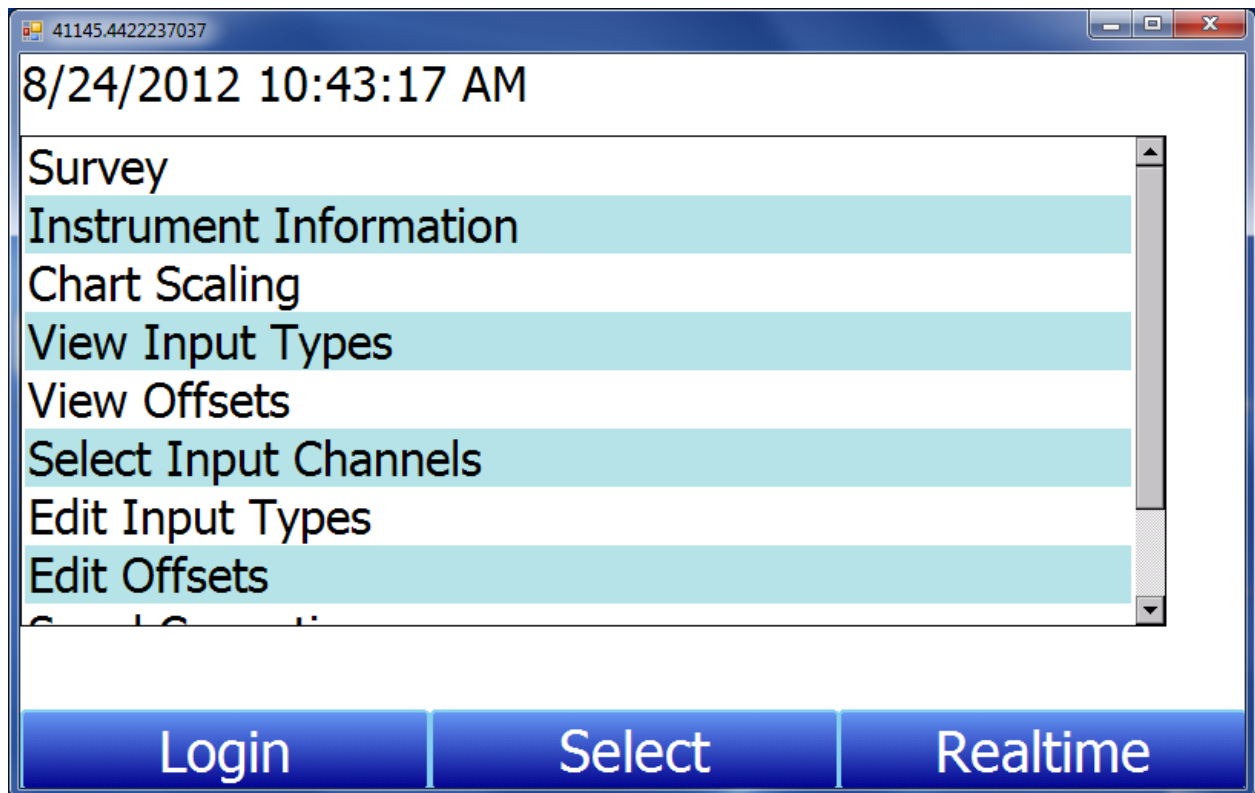 41145.4422237037
8/24/2012 10:43:17 AM
Survey
Instrument Information
Chart Scaling
View Input Types
View Offsets
Select Input Channels
Edit Input Types
Edit Offsets
Login Select Realtime